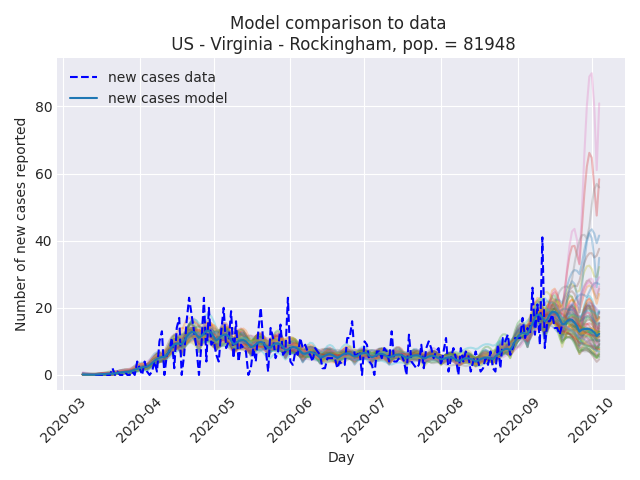 Model comparison to data
US - Virginia - Rockingham, pop. = 81948
new cases data
new cases model
Number of new cases reported
80
60
40
20
0
2020-03
2020-04
2020-05
2020-06
2020-07
2020-08
2020-09
2020-10
Day